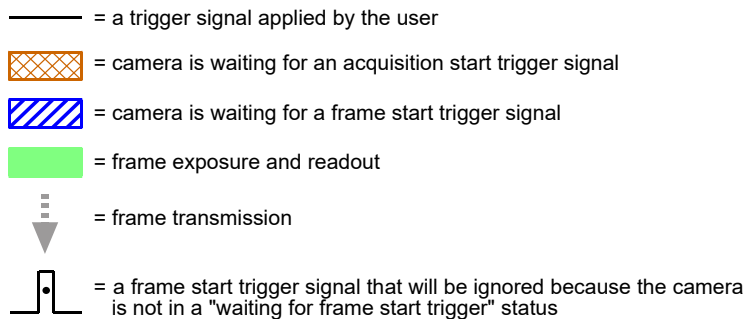 = a trigger signal applied by the user
= camera is waiting for an acquisition start trigger signal
= camera is waiting for a frame start trigger signal
= frame exposure and readout
= frame transmission
= a frame start trigger signal that will be ignored because the camera
is not in a "waiting for frame start trigger" status